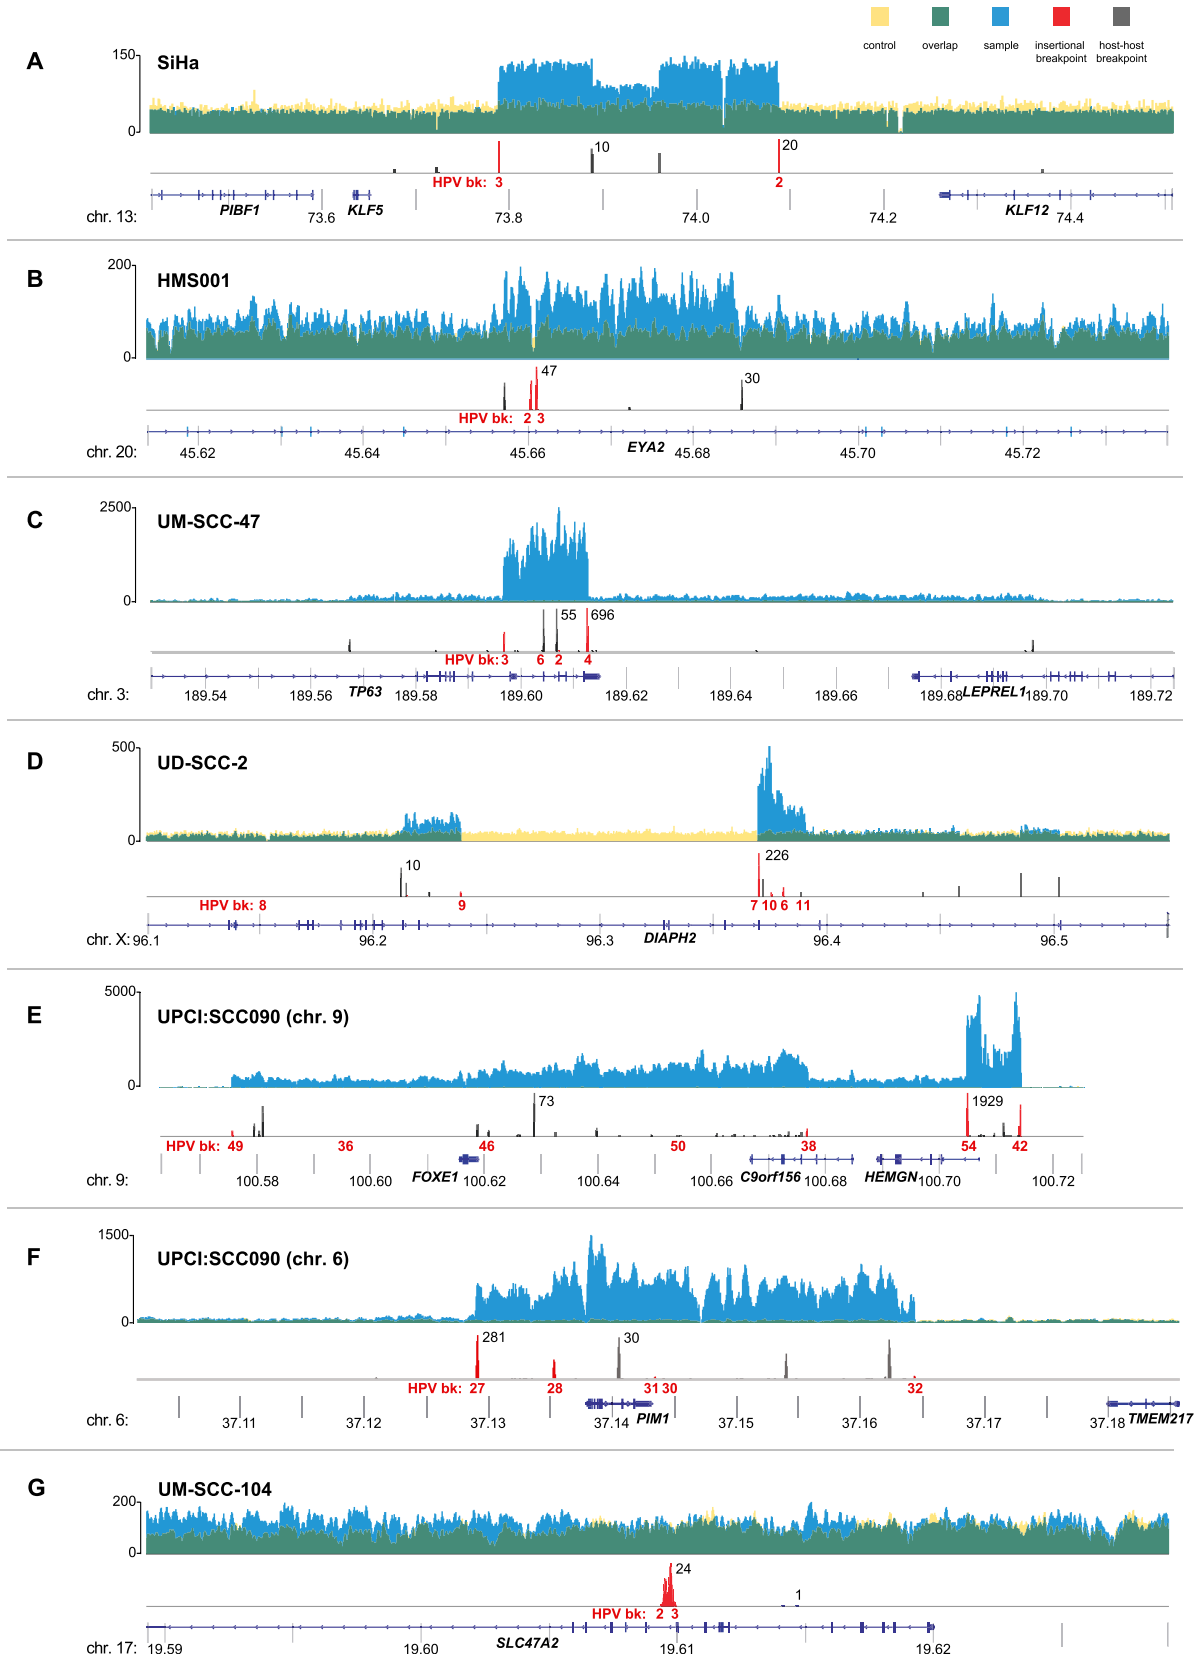 control overlap sample insertional breakpoint host-host breakpoint
A SiHa
150
0
10 20
HPV bk: 3 2
PIBF1 KLF5 KLF12
chr. 13: 73.6 73.8 74.0 74.2 74.4
B HMS001
200
0
47 30
HPV bk: 2 3
EYA2
chr. 20: 45.62 45.64 45.66 45.68 45.70 45.72
C UM-SCC-47
2500
0
55 696
HPV bk: 3 6 2 4
TP63 LEPREL1
chr. 3: 189.54 189.56 189.58 189.60 189.62 189.64 189.66 189.68 189.70 189.72
D UD-SCC-2
500
0
10 226
HPV bk: 8 9 7 10 6 11
DIAPH2
chr. X: 96.1 96.2 96.3 96.4 96.5
E UPCI:SCC090 (chr. 9)
5000
0
73 1929
HPV bk: 49 36 46 50 38 54 42
FOXE1 C9orf156 HEMGN
chr. 9: 100.58 100.60 100.62 100.64 100.66 100.68 100.70 100.72
F UPCI:SCC090 (chr. 6)
1500
0
281 30
HPV bk: 27 28 31 30 32
PIM1 TMEM217
chr. 6: 37.11 37.12 37.13 37.14 37.15 37.16 37.17 37.18
G UM-SCC-104
200
0
24 1
HPV bk: 2 3
SLC47A2
chr. 17: 19.59 19.60 19.61 19.62